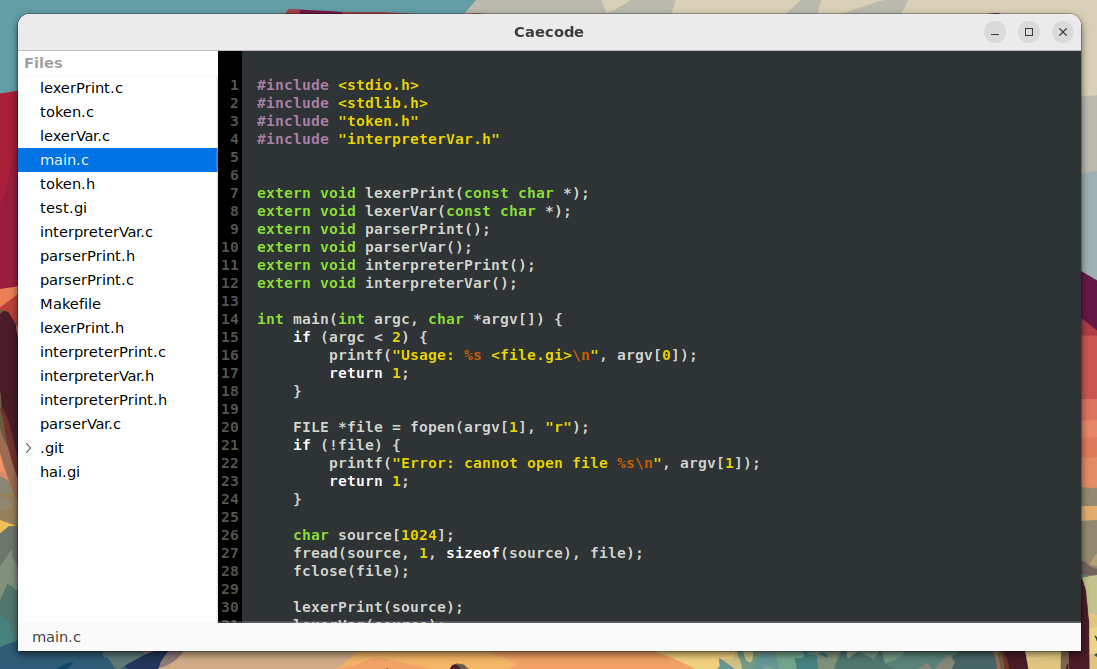 Caecode
Files
lexerPrint.c
token.c
lexerVar.c
main.c
token.h
test.gi
interpreterVar.c
parserPrint.h
parserPrint.c
Makefile
lexerPrint.h
interpreterPrint.c
interpreterVar.h
interpreterPrint.h
parserVar.c
.git
hai.gi
1 #include <stdio.h>
2 #include <stdlib.h>
3 #include "token.h"
4 #include "interpreterVar.h"
5
6
7 extern void lexerPrint(const char *);
8 extern void lexerVar(const char *);
9 extern void parserPrint();
10 extern void parserVar();
11 extern void interpreterPrint();
12 extern void interpreterVar();
13
14 int main(int argc, char *argv[]) {
15     if (argc < 2) {
16         printf("Usage: %s <file.gi>\n", argv[0]);
17         return 1;
18     }
19
20     FILE *file = fopen(argv[1], "r");
21     if (!file) {
22         printf("Error: cannot open file %s\n", argv[1]);
23         return 1;
24     }
25
26     char source[1024];
27     fread(source, 1, sizeof(source), file);
28     fclose(file);
29
30     lexerPrint(source);
31     lexerVar(source);
main.c